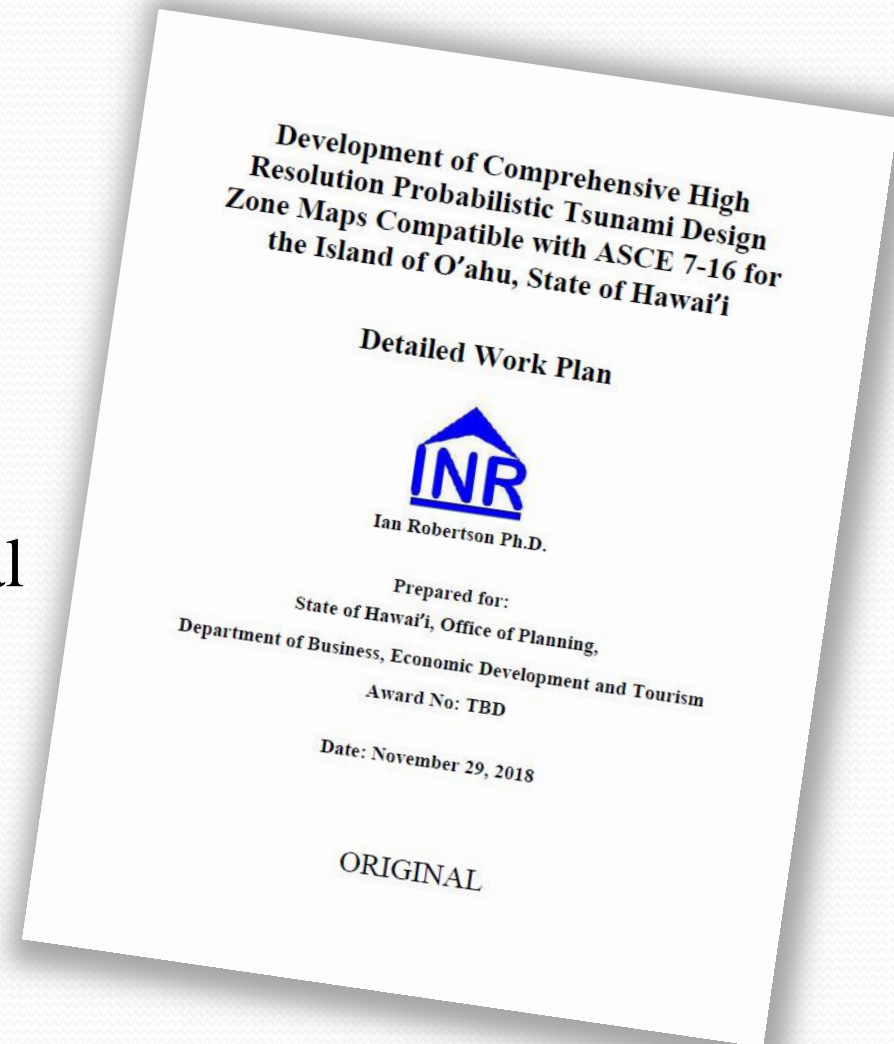 Development of Comprehensive High
Resolution Probabilistic Tsunami Design
Zone Maps Compatible with ASCE 7-16 for
the Island of O′ahu, State of Hawai′i
Detailed Work Plan
INR
Ian Robertson Ph.D.
Prepared for:
State of Hawai′i, Office of Planning,
Department of Business, Economic Development and Tourism
Award No: TBD
Date: November 29, 2018
ORIGINAL